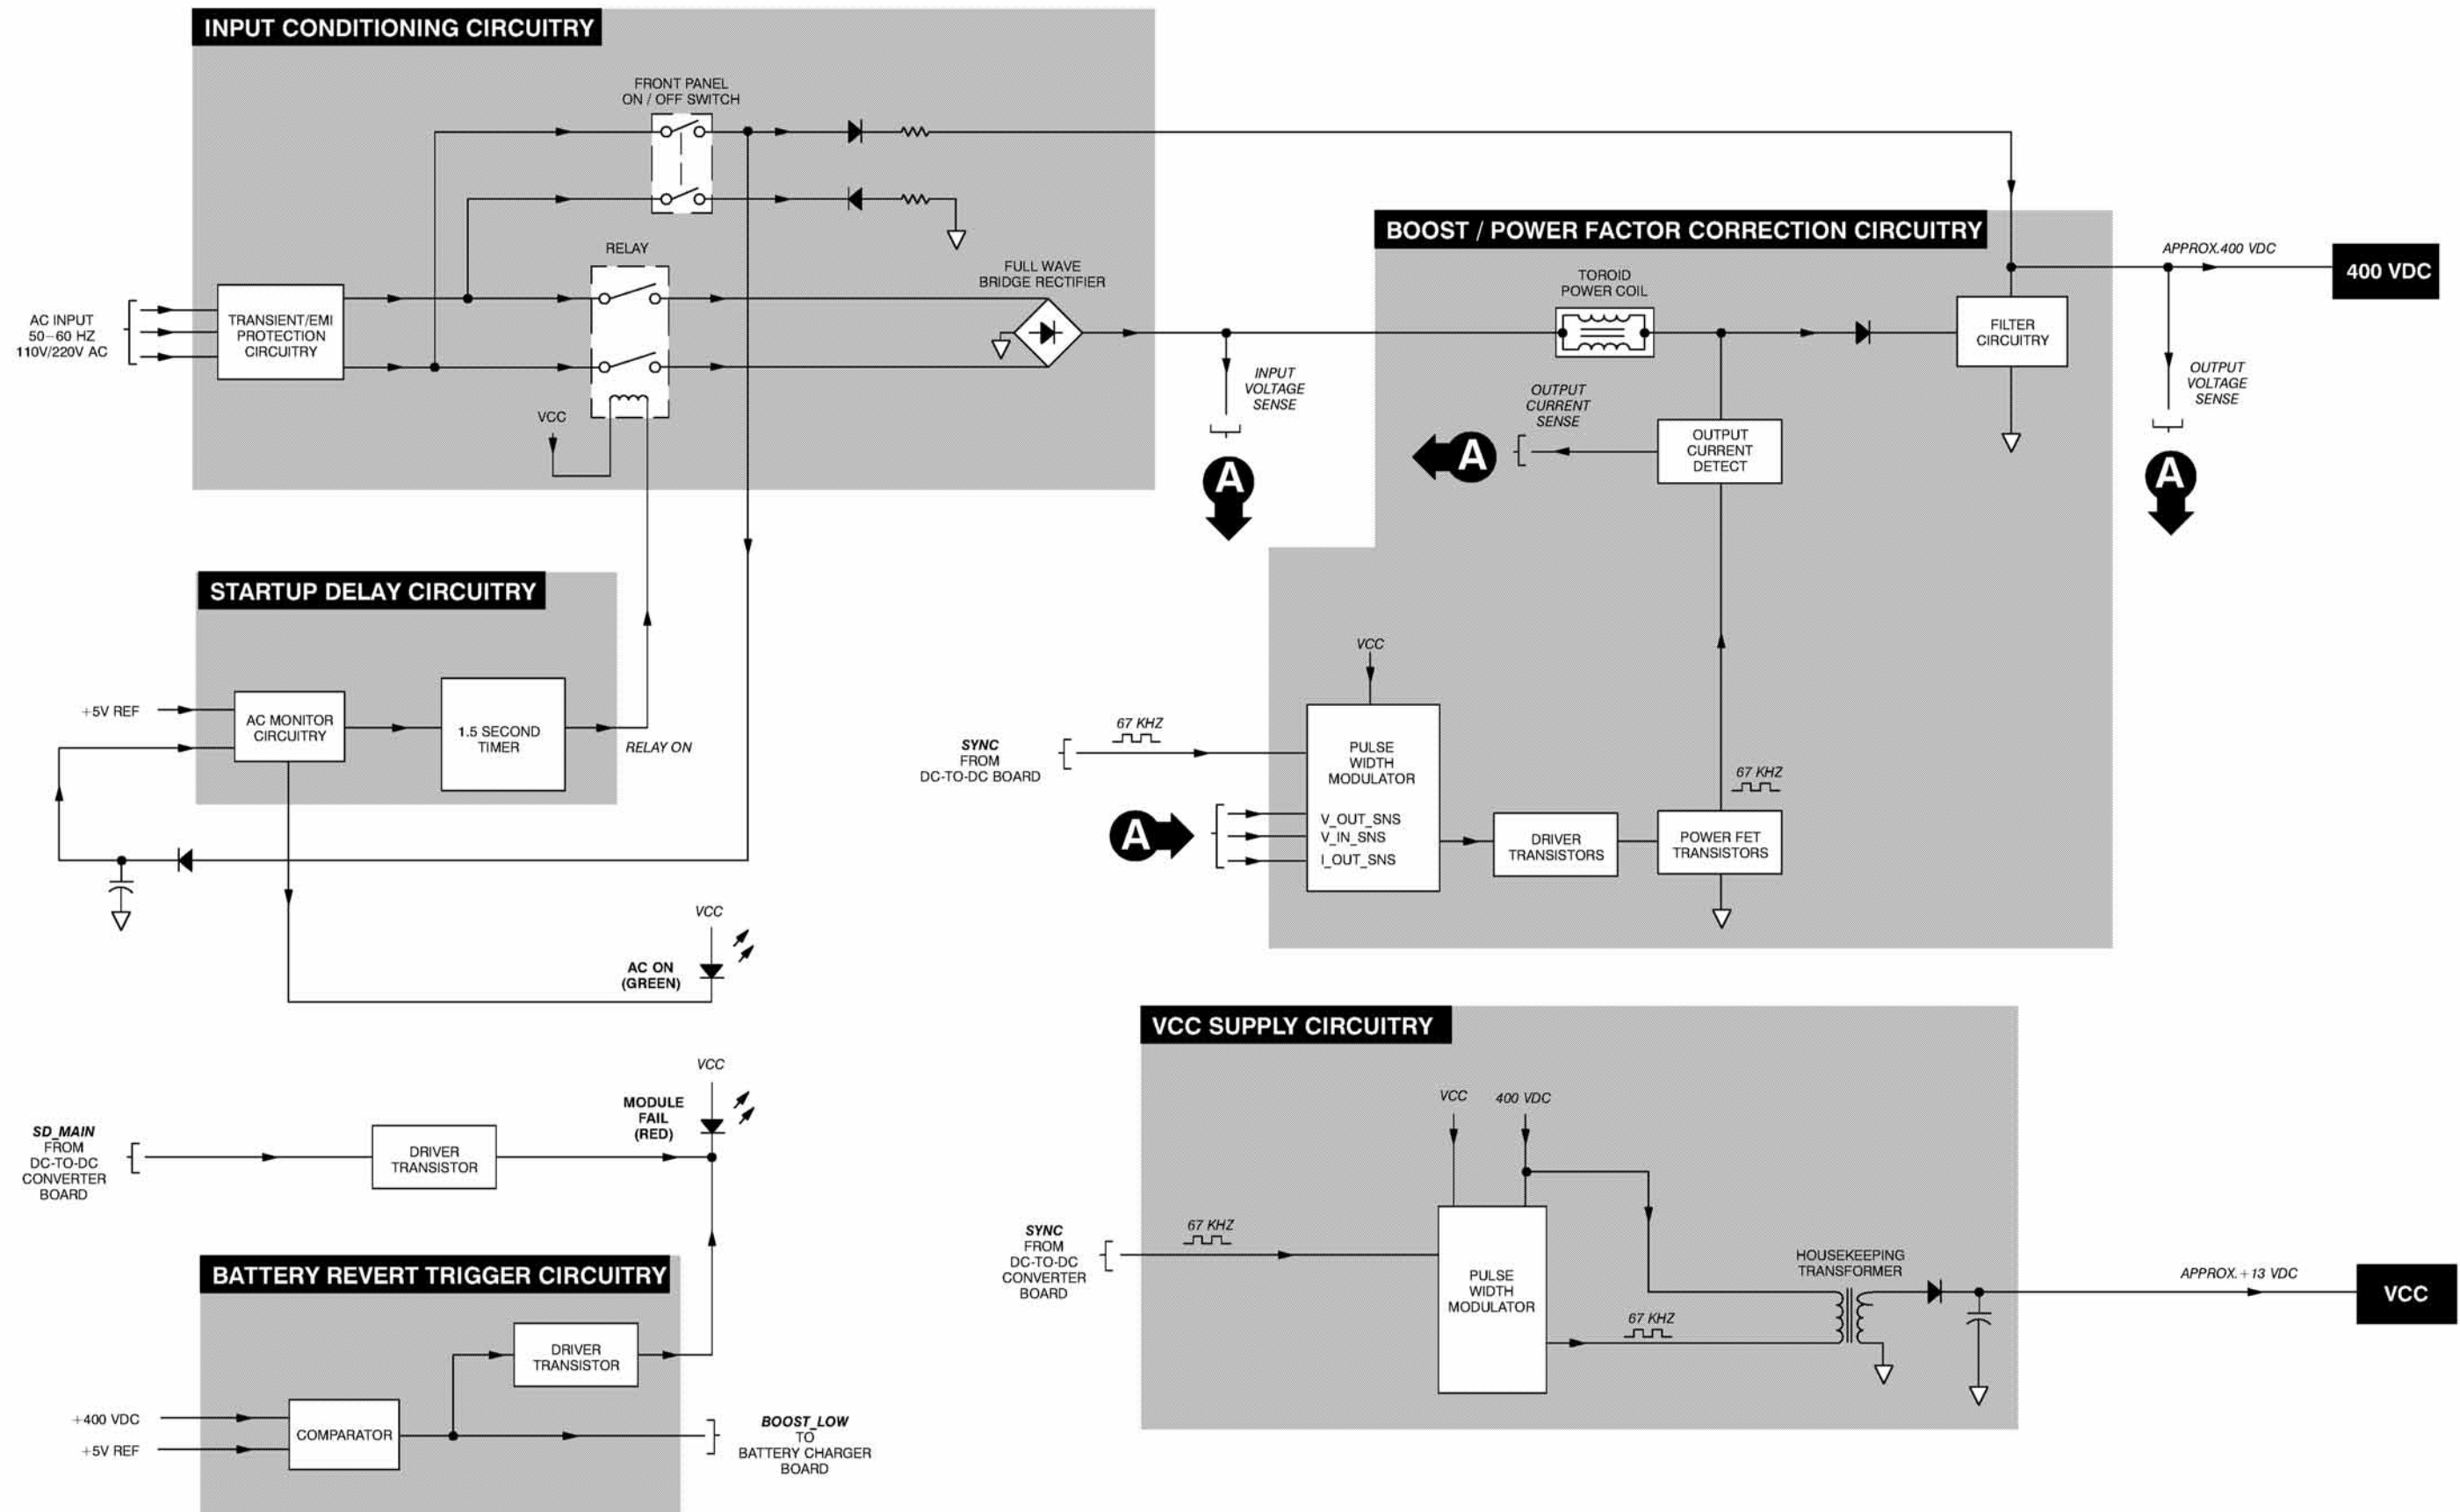 INPUT CONDITIONING CIRCUITRY
FRONT PANEL
ON / OFF SWITCH
RELAY
FULL WAVE
BRIDGE RECTIFIER
AC INPUT
50–60 HZ
110V/220V AC
TRANSIENT/EMI
PROTECTION
CIRCUITRY
VCC
INPUT
VOLTAGE
SENSE
A
BOOST / POWER FACTOR CORRECTION CIRCUITRY
TOROID
POWER COIL
OUTPUT
CURRENT
SENSE
A
OUTPUT
CURRENT
DETECT
FILTER
CIRCUITRY
APPROX.400 VDC
400 VDC
OUTPUT
VOLTAGE
SENSE
A
STARTUP DELAY CIRCUITRY
+5V REF
AC MONITOR
CIRCUITRY
1.5 SECOND
TIMER
RELAY ON
VCC
67 KHZ
SYNC
FROM
DC-TO-DC BOARD
PULSE
WIDTH
MODULATOR
V_OUT_SNS
V_IN_SNS
I_OUT_SNS
A
DRIVER
TRANSISTORS
67 KHZ
POWER FET
TRANSISTORS
VCC
AC ON
(GREEN)
VCC
MODULE
FAIL
(RED)
SD_MAIN
FROM
DC-TO-DC
CONVERTER
BOARD
DRIVER
TRANSISTOR
BATTERY REVERT TRIGGER CIRCUITRY
DRIVER
TRANSISTOR
+400 VDC
+5V REF
COMPARATOR
BOOST_LOW
TO
BATTERY CHARGER
BOARD
VCC SUPPLY CIRCUITRY
VCC
400 VDC
SYNC
FROM
DC-TO-DC
CONVERTER
BOARD
67 KHZ
PULSE
WIDTH
MODULATOR
67 KHZ
HOUSEKEEPING
TRANSFORMER
APPROX.+13 VDC
VCC